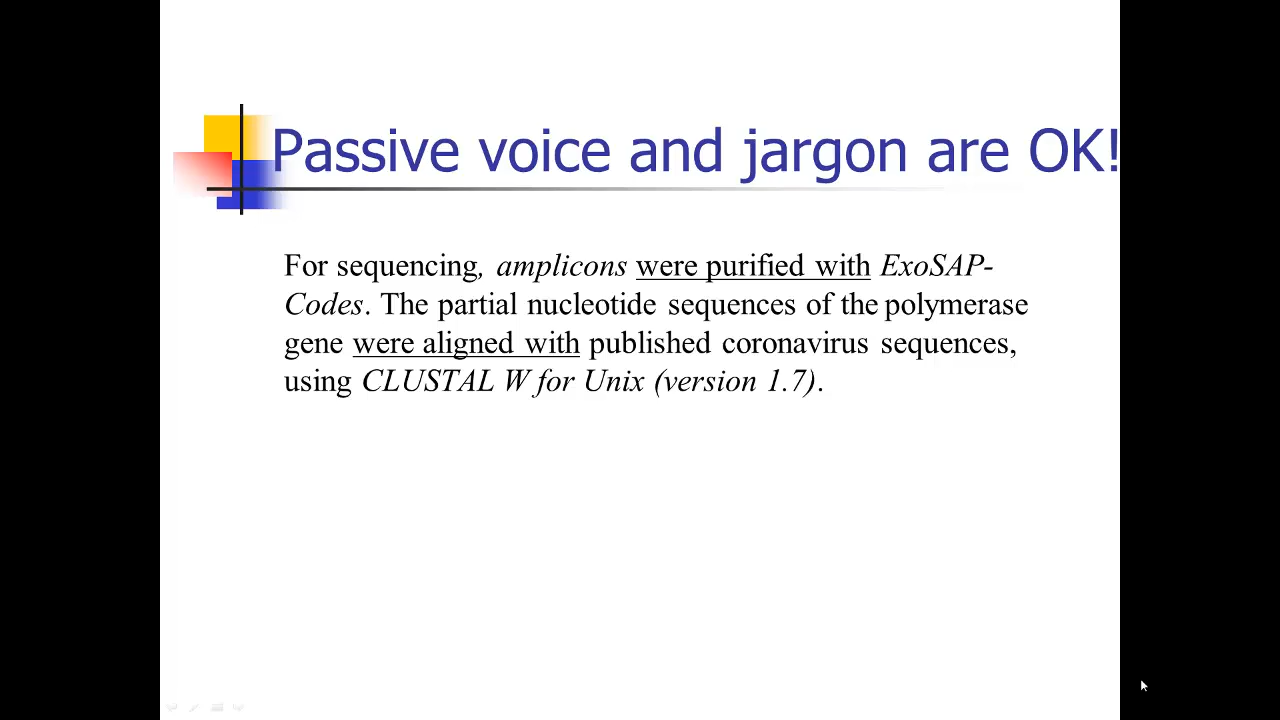 Passive voice and jargon are OK!
For sequencing, amplicons were purified with ExoSAP-
Codes. The partial nucleotide sequences of the polymerase
gene were aligned with published coronavirus sequences,
using CLUSTAL W for Unix (version 1.7).